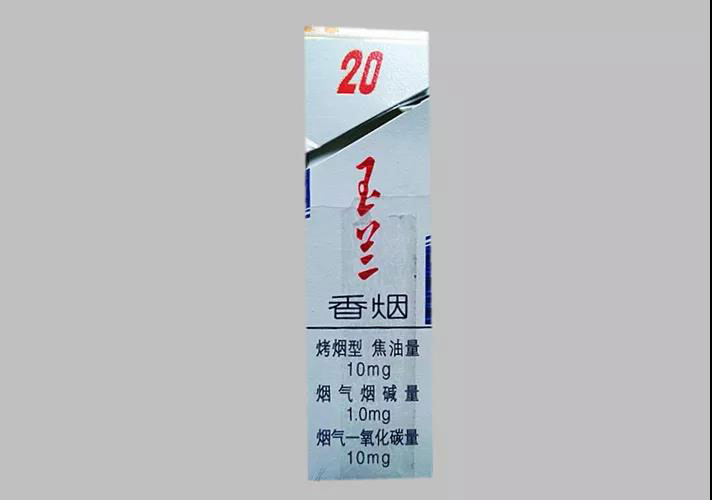 20
玉兰
香烟
烤烟型 焦油量
10mg
烟气烟碱量
1.0mg
烟气一氧化碳量
10mg